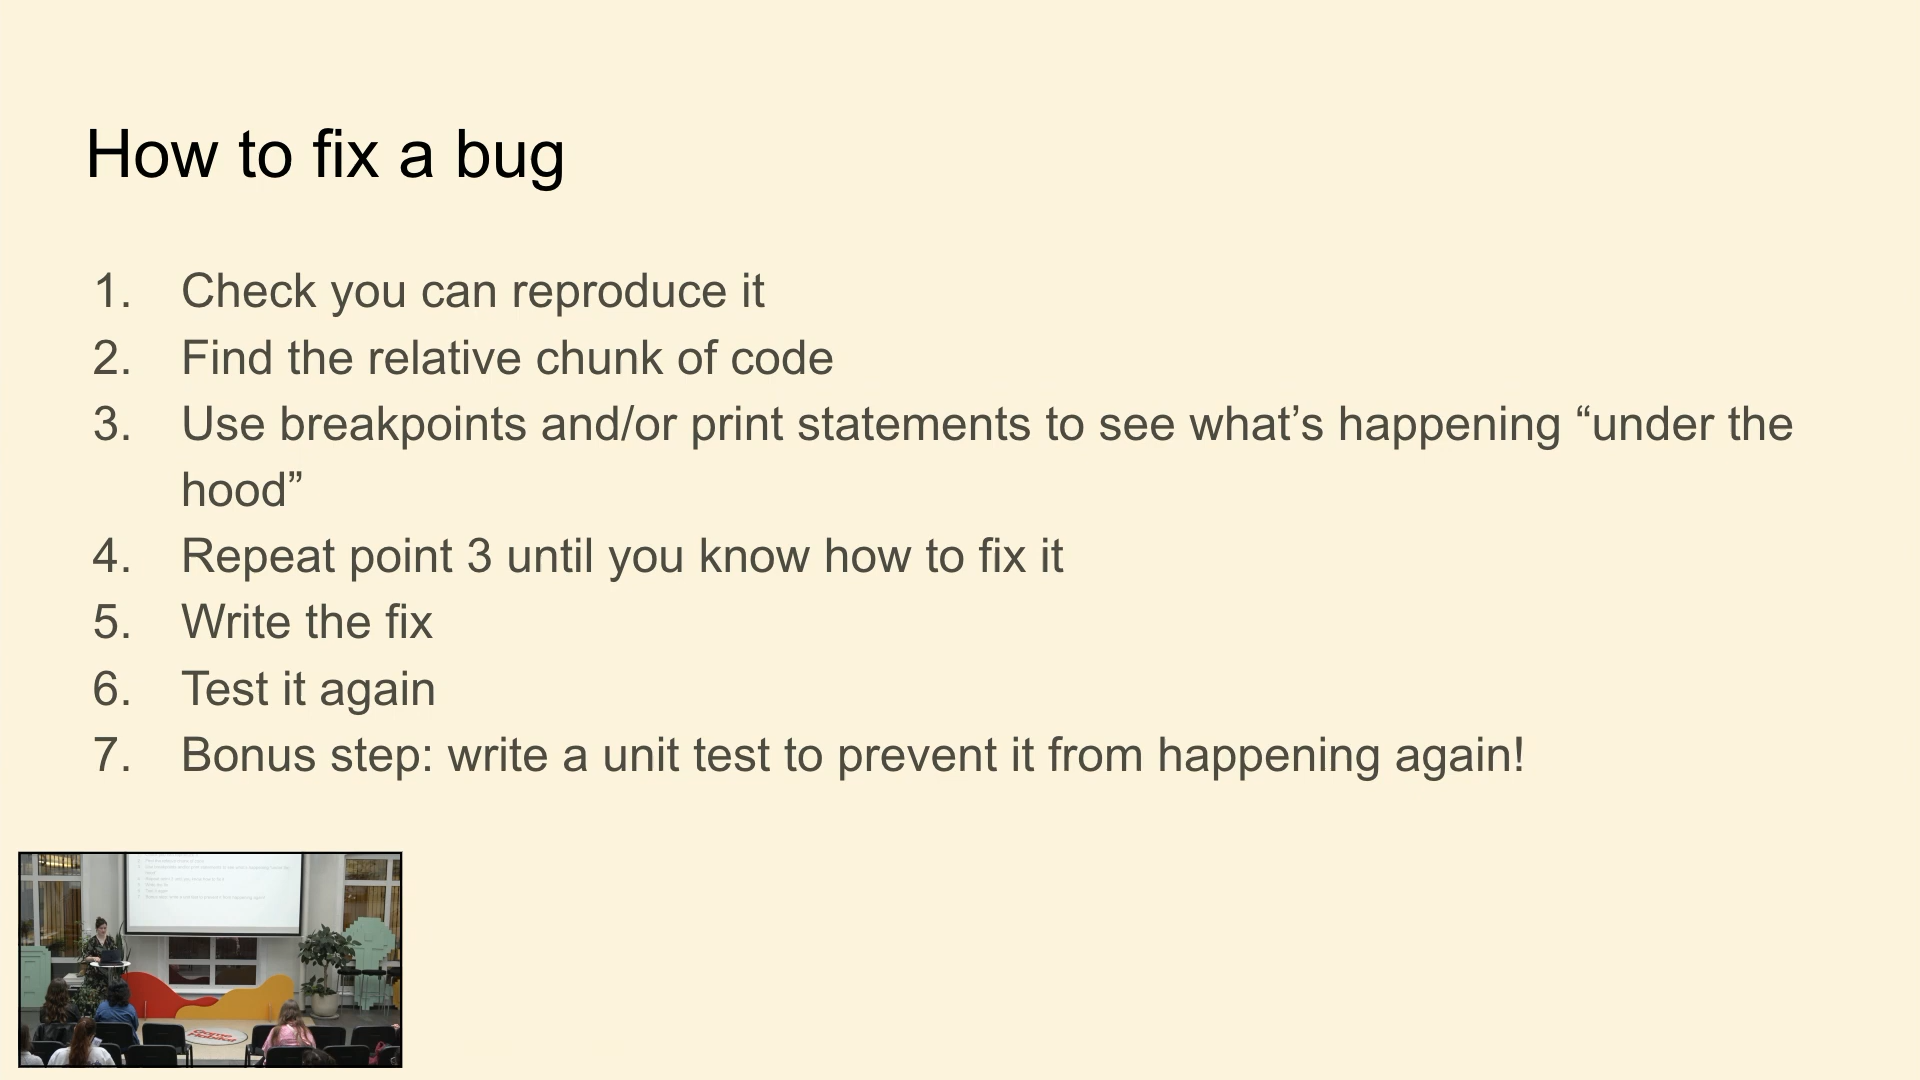 How to fix a bug
1. Check you can reproduce it
2. Find the relative chunk of code
3. Use breakpoints and/or print statements to see what’s happening “under the
hood”
4. Repeat point 3 until you know how to fix it
5. Write the fix
6. Test it again
7. Bonus step: write a unit test to prevent it from happening again!